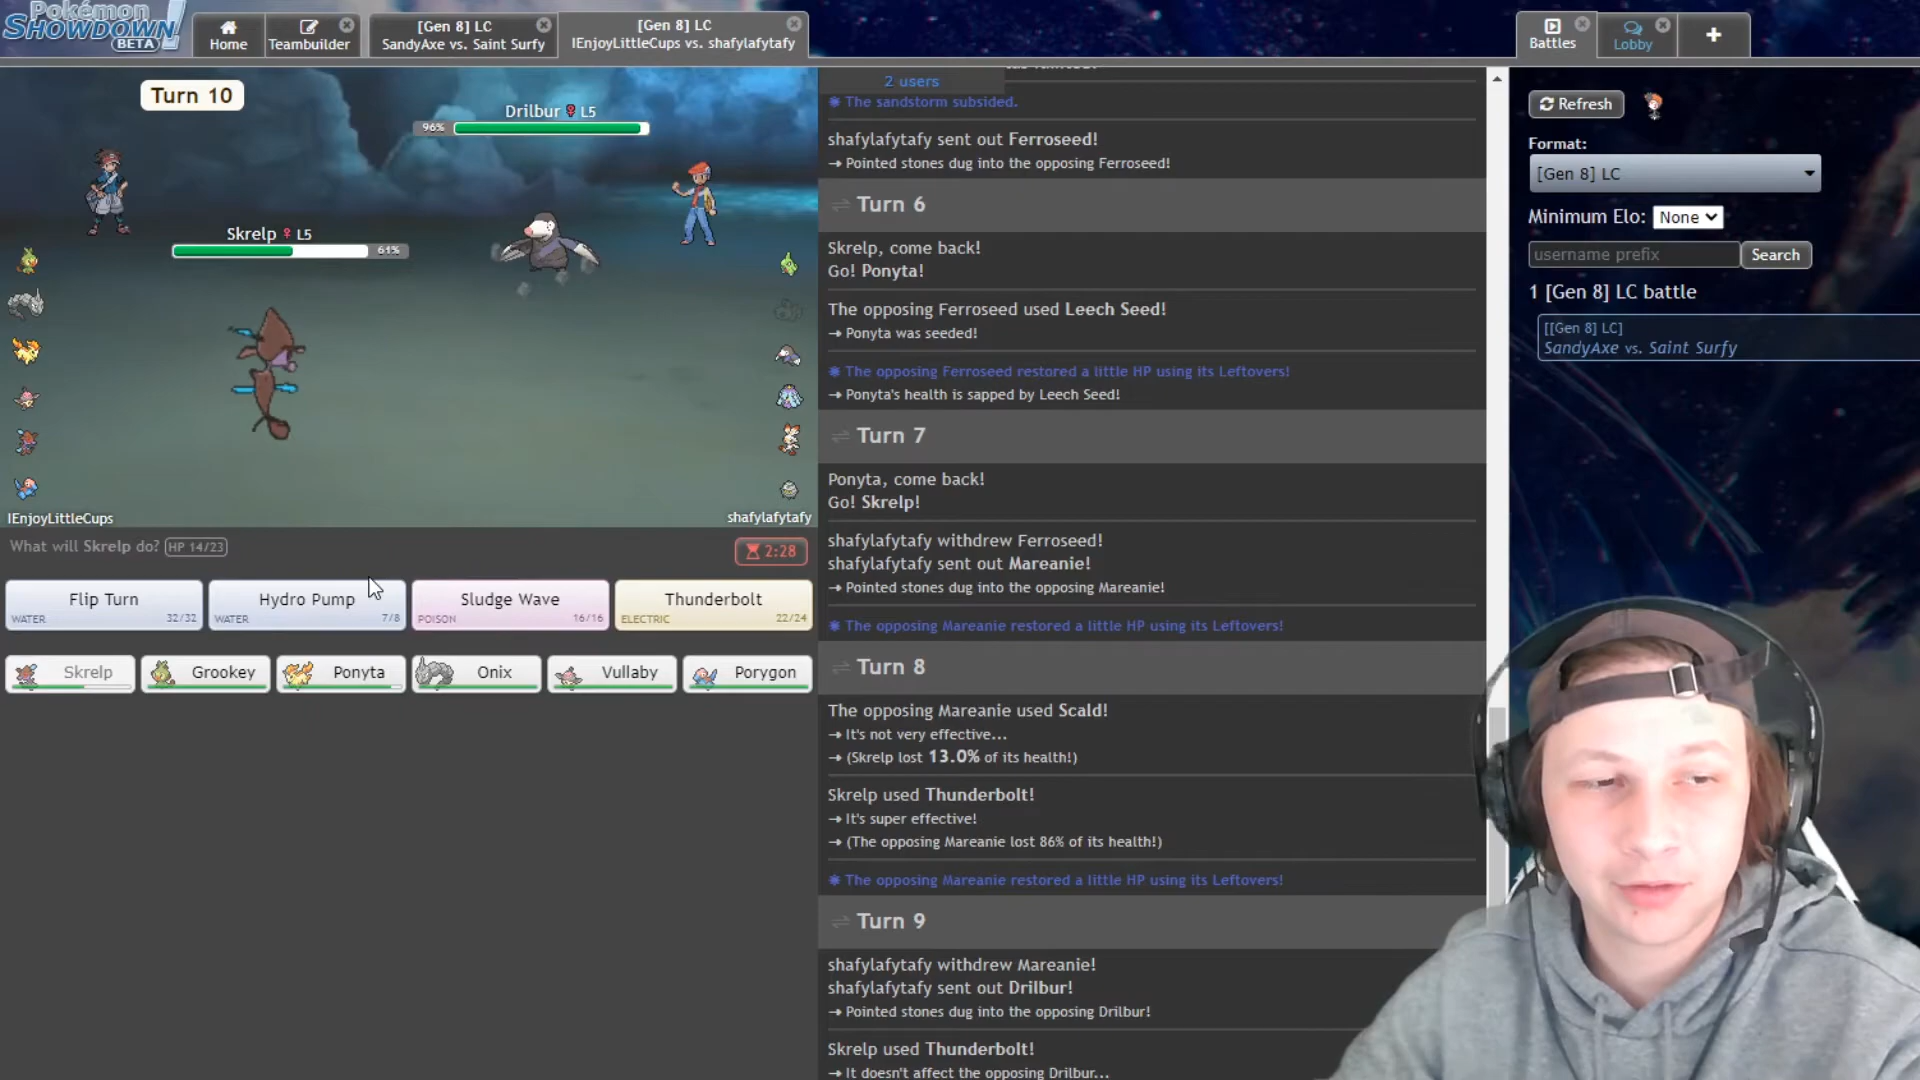 Pokémon
SHOWDOWN!
BETA
Home
Teambuilder
[Gen 8] LC
SandyAxe vs. Saint Surfy
[Gen 8] LC
IEnjoyLittleCups vs. shafylafytafy
Battles
Lobby
+
Turn 10
Drilbur L5
96%
Skrelp L5
61%
IEnjoyLittleCups
shafylafytafy
What will Skrelp do? HP 14/23
2:28
Flip Turn
WATER 32/32
Hydro Pump
WATER 7/8
Sludge Wave
POISON 16/16
Thunderbolt
ELECTRIC 22/24
Skrelp
Grookey
Ponyta
Onix
Vullaby
Porygon
2 users
The sandstorm subsided.
shafylafytafy sent out Ferroseed!
Pointed stones dug into the opposing Ferroseed!
Turn 6
Skrelp, come back!
Go! Ponyta!
The opposing Ferroseed used Leech Seed!
Ponyta was seeded!
The opposing Ferroseed restored a little HP using its Leftovers!
Ponyta's health is sapped by Leech Seed!
Turn 7
Ponyta, come back!
Go! Skrelp!
shafylafytafy withdrew Ferroseed!
shafylafytafy sent out Mareanie!
Pointed stones dug into the opposing Mareanie!
The opposing Mareanie restored a little HP using its Leftovers!
Turn 8
The opposing Mareanie used Scald!
It's not very effective...
(Skrelp lost 13.0% of its health!)
Skrelp used Thunderbolt!
It's super effective!
(The opposing Mareanie lost 86% of its health!)
The opposing Mareanie restored a little HP using its Leftovers!
Turn 9
shafylafytafy withdrew Mareanie!
shafylafytafy sent out Drilbur!
Pointed stones dug into the opposing Drilbur!
Skrelp used Thunderbolt!
It doesn't affect the opposing Drilbur...
Refresh
Format:
[Gen 8] LC
Minimum Elo: None
username prefix
Search
1 [Gen 8] LC battle
[[Gen 8] LC]
SandyAxe vs. Saint Surfy